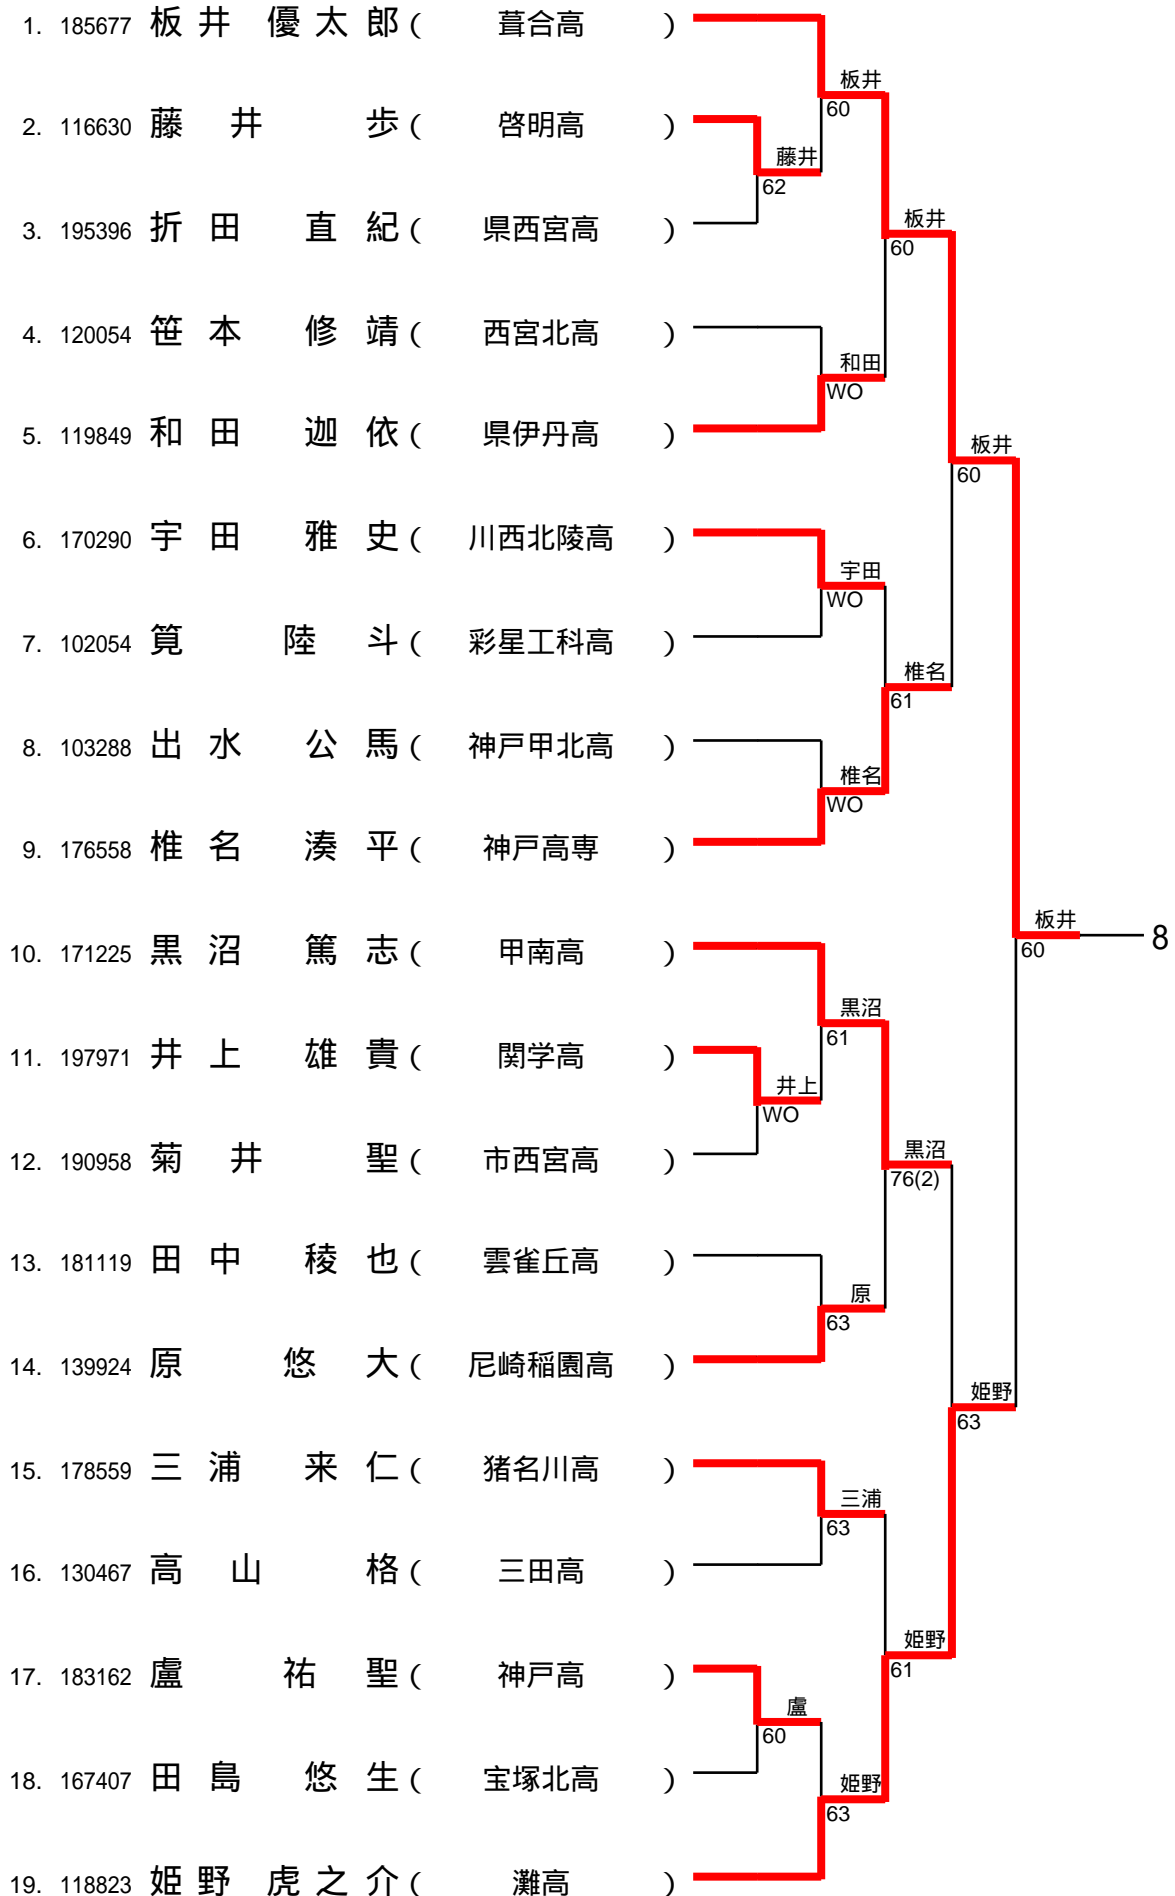 1. 185677 板井 優太郎 ( 葺合高 )
板井
60
2. 116630 藤井 歩 ( 啓明高 )
藤井
62
3. 195396 折田 直紀 ( 県西宮高 )
板井
60
4. 120054 笹本 修靖 ( 西宮北高 )
和田
WO
5. 119849 和田 迦依 ( 県伊丹高 )
板井
60
6. 170290 宇田 雅史 ( 川西北陵高 )
宇田
WO
7. 102054 筧 陸斗 ( 彩星工科高 )
椎名
61
8. 103288 出水 公馬 ( 神戸甲北高 )
椎名
WO
9. 176558 椎名 湊平 ( 神戸高専 )
板井
60
8
10. 171225 黒沼 篤志 ( 甲南高 )
黒沼
61
11. 197971 井上 雄貴 ( 関学高 )
井上
WO
12. 190958 菊井 聖 ( 市西宮高 )
黒沼
76(2)
13. 181119 田中 稜也 ( 雲雀丘高 )
原
63
14. 139924 原 悠大 ( 尼崎稲園高 )
姫野
63
15. 178559 三浦 来仁 ( 猪名川高 )
三浦
63
16. 130467 高山 格 ( 三田高 )
姫野
61
17. 183162 盧 祐聖 ( 神戸高 )
盧
60
18. 167407 田島 悠生 ( 宝塚北高 )
姫野
63
19. 118823 姫野 虎之介 ( 灘高 )